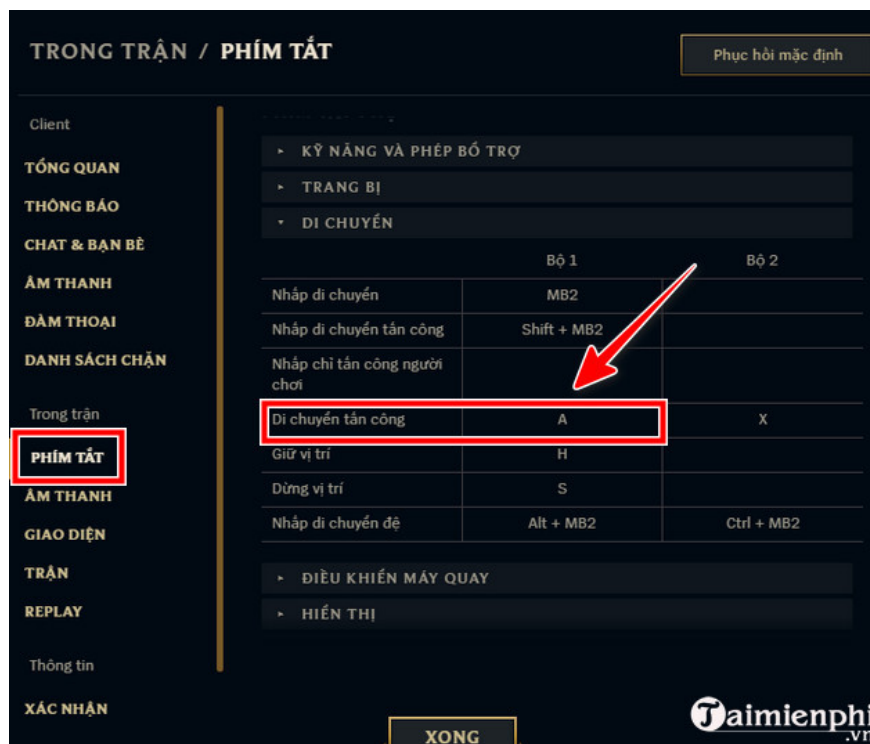 TRONG TRẬN / PHÍM TẮT
Phục hồi mặc định
Client
TỔNG QUAN
THÔNG BÁO
CHAT & BẠN BÈ
ÂM THANH
ĐÀM THOẠI
DANH SÁCH CHẶN
Trong trận
PHÍM TẮT
ÂM THANH
GIAO DIỆN
TRẬN
REPLAY
Thông tin
XÁC NHẬN
KỸ NĂNG VÀ PHÉP BỔ TRỢ
TRANG BỊ
DI CHUYỂN
Bộ 1 Bộ 2
Nhấp di chuyển MB2
Nhấp di chuyển tấn công Shift + MB2
Nhấp chỉ tấn công người
chơi
Di chuyển tấn công A X
Giữ vị trí H
Dừng vị trí S
Nhấp di chuyển đệ Alt + MB2 Ctrl + MB2
ĐIỀU KHIỂN MÁY QUAY
HIỂN THỊ
XONG
Taimienphi
.vn